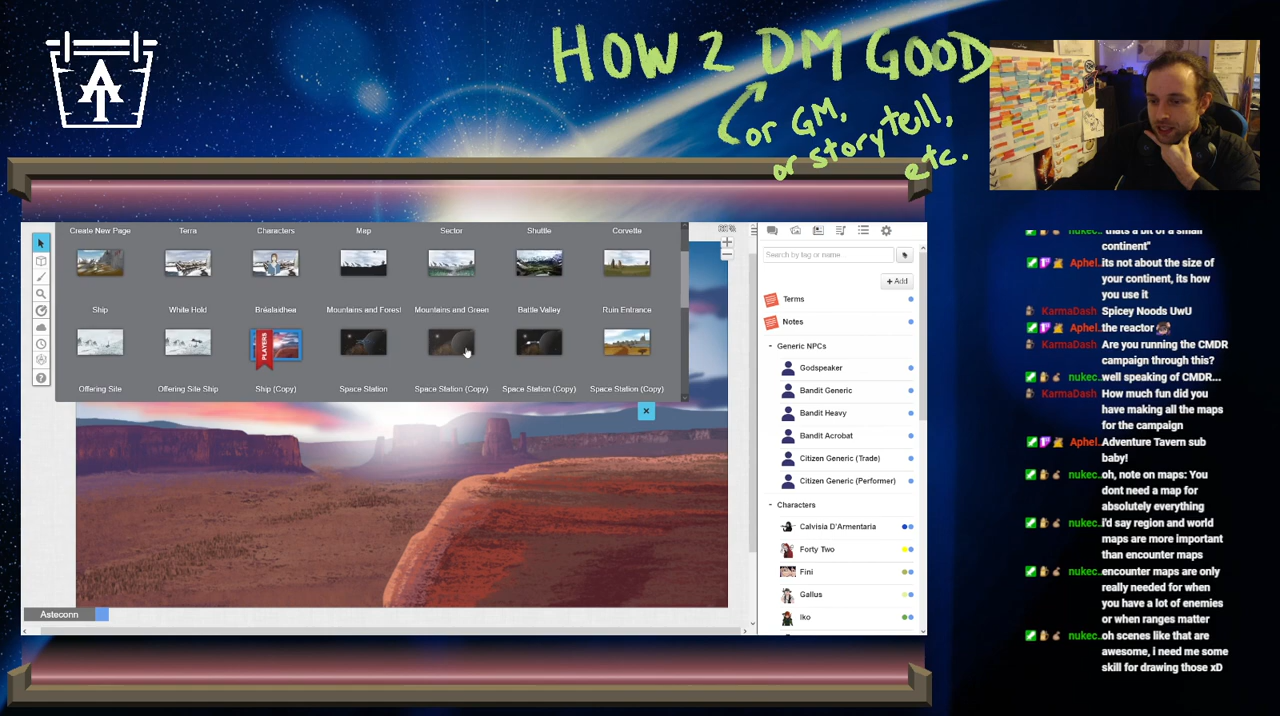 HOW 2 DM GOOD
or GM,
or storytell,
etc.
AT
Create New Page Terra Characters Map Sector Shuttle Corvette
Ship White Hold Bréalaidhea Mountains and Forest Mountains and Green Battle Valley Ruin Entrance
PLAYERS
Offering Site Offering Site Ship Ship (Copy) Space Station Space Station (Copy) Space Station (Copy) Space Station (Copy)
Asteconn
Search by tag or name...
+ Add
Terms
Notes
Generic NPCs
Godspeaker
Bandit Generic
Bandit Heavy
Bandit Acrobat
Citizen Generic (Trade)
Citizen Generic (Performer)
Characters
Calvisia D'Armentaria
Forty Two
Fini
Gallus
Iko
nukec.. thats a bit of a small
continent"
Aphel.. its not about the size of
your continent, its how
you use it
KarmaDash Spicey Noods UwU
Aphel.. the reactor
KarmaDash Are you running the CMDR
campaign through this?
nukec.. well speaking of CMDR...
KarmaDash How much fun did you
have making all the maps
for the campaign
Aphel.. Adventure Tavern sub
baby!
nukec.. oh, note on maps: You
dont need a map for
absolutely everything
nukec.. i'd say region and world
maps are more important
than encounter maps
nukec.. encounter maps are only
really needed for when
you have a lot of enemies
or when ranges matter
nukec.. oh scenes like that are
awesome, i need me some
skill for drawing those xD